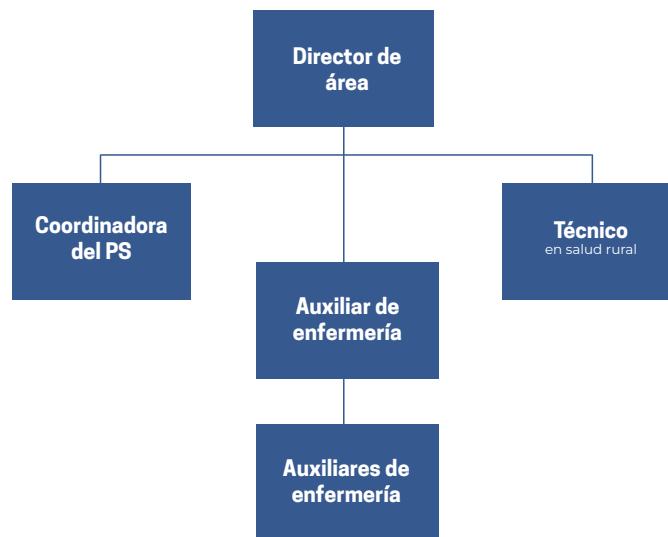 Director de
área
Coordinadora
del PS
Técnico
en salud rural
Auxiliar de
enfermería
Auxiliares de
enfermería